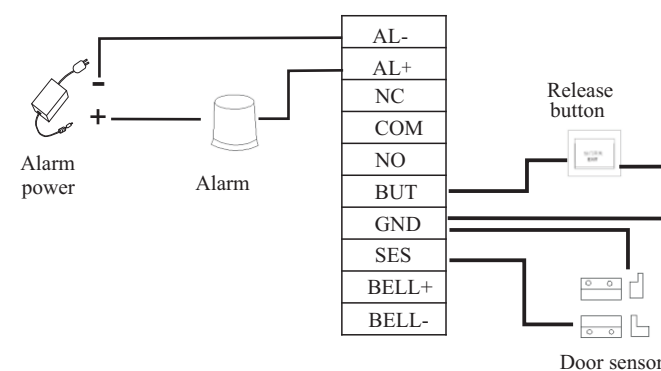 AL-
AL+
NC
COM
NO
BUT
GND
SES
BELL+
BELL-
-
+
Alarm
power
Alarm
Release
button
Door sensor